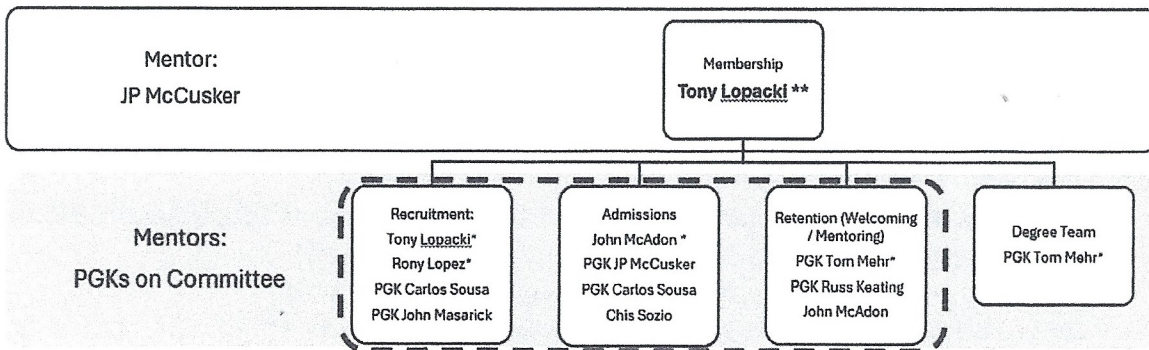 Mentor:
JP McCusker
Membership
Tony Lopacki **
Mentors:
PGKs on Committee
Recruitment:
Tony Lopacki*
Rony Lopez*
PGK Carlos Sousa
PGK John Masarick
Admissions
John McAdon *
PGK JP McCusker
PGK Carlos Sousa
Chis Sozio
Retention (Welcoming
/ Mentoring)
PGK Tom Mehr*
PGK Russ Keating
John McAdon
Degree Team
PGK Tom Mehr*